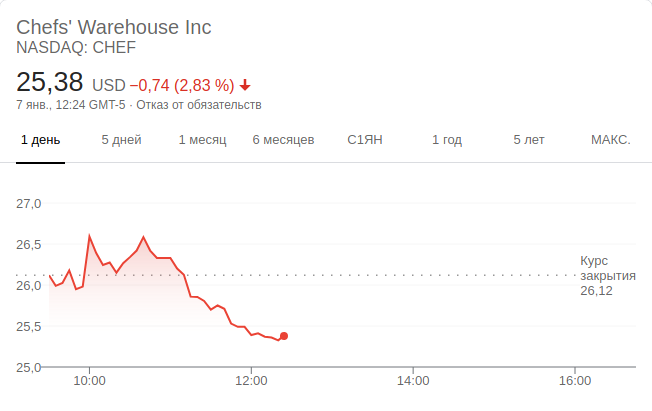 Chefs' Warehouse Inc
NASDAQ: CHEF
25,38 USD −0,74 (2,83 %)
7 янв., 12:24 GMT-5 · Отказ от обязательств
1 день 5 дней 1 месяц 6 месяцев С1ЯН 1 год 5 лет МАКС.
27,0
26,5
Курс
закрытия
26,12
26,0
25,5
25,0
10:00 12:00 14:00 16:00